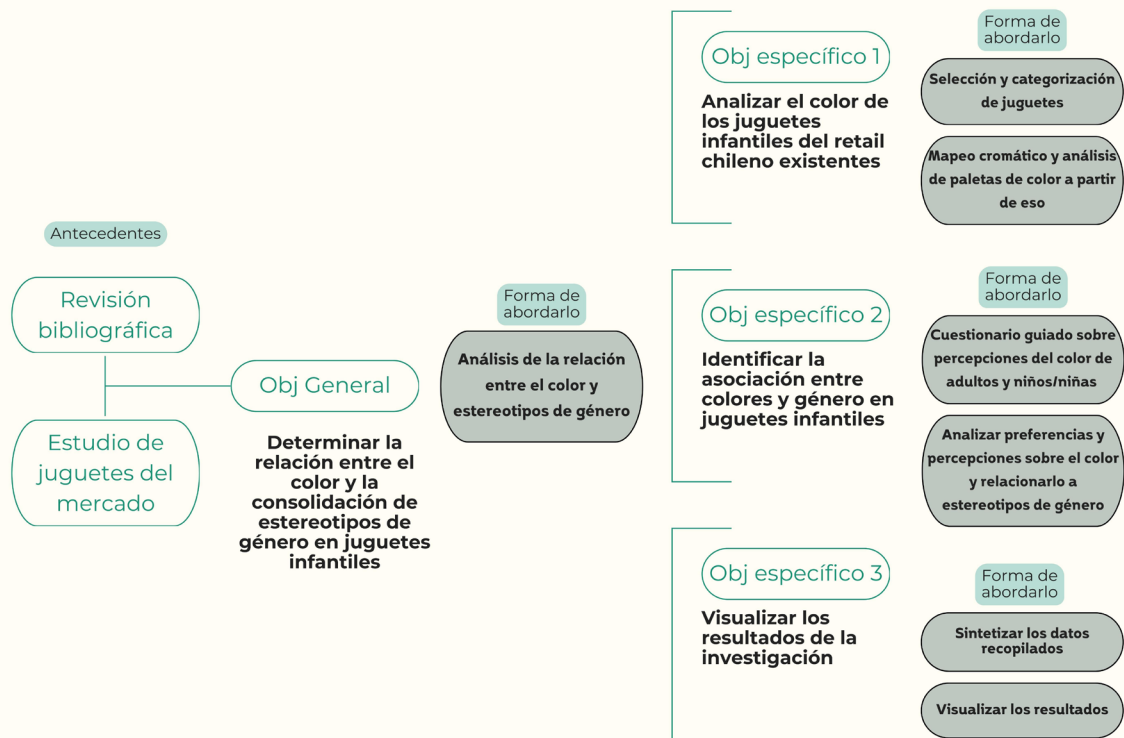 Antecedentes
Revisión
bibliográfica
Estudio de
juguetes del
mercado
Obj General
Determinar la
relación entre el
color y la
consolidación de
estereotipos de
género en juguetes
infantiles
Forma de
abordarlo
Análisis de la relación
entre el color y
estereotipos de género
Obj específico 1
Analizar el color de
los juguetes
infantiles del retail
chileno existentes
Forma de
abordarlo
Selección y categorización
de juguetes
Mapeo cromático y análisis
de paletas de color a partir
de eso
Obj específico 2
Identificar la
asociación entre
colores y género en
juguetes infantiles
Forma de
abordarlo
Cuestionario guiado sobre
percepciones del color de
adultos y niños/niñas
Analizar preferencias y
percepciones sobre el color
y relacionarlo a
estereotipos de género
Obj específico 3
Visualizar los
resultados de la
investigación
Forma de
abordarlo
Sintetizar los datos
recopilados
Visualizar los resultados